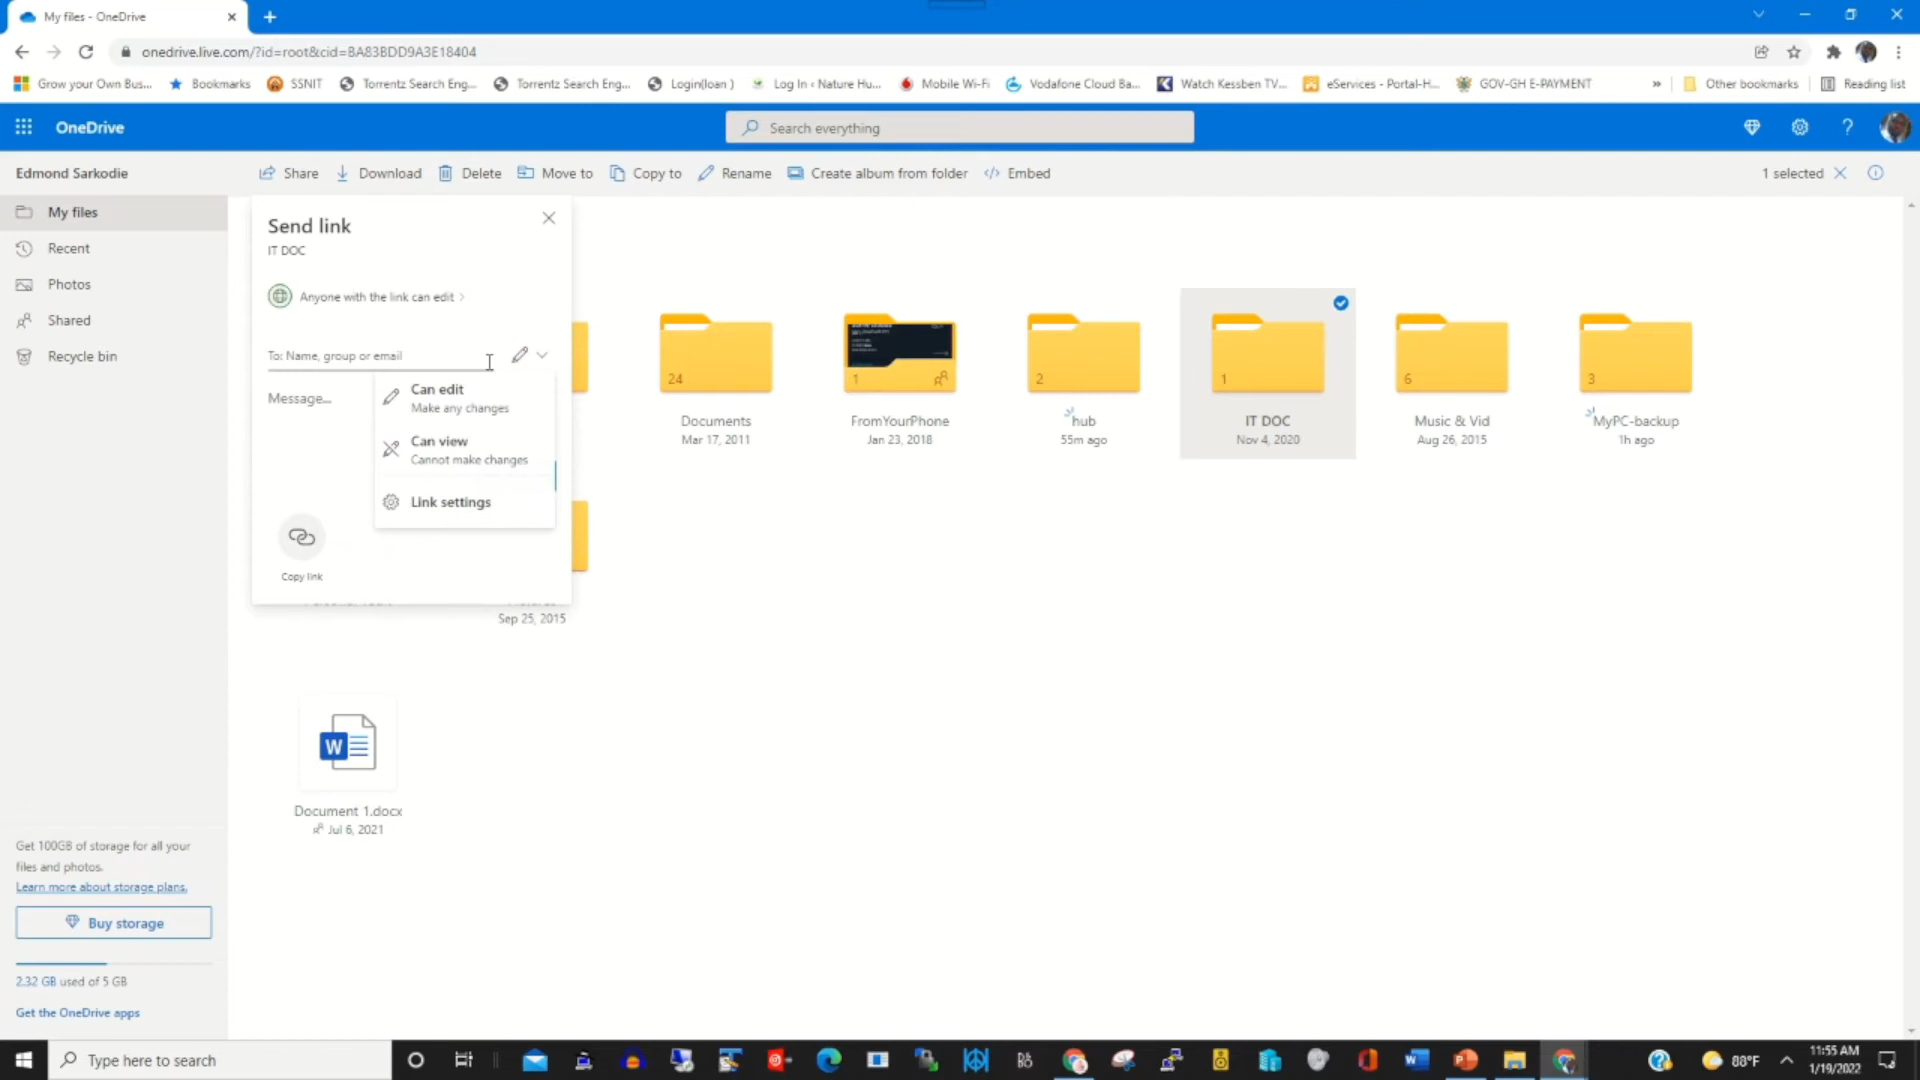 My files - OneDrive
onedrive.live.com/?id=root&cid=BA83BDD9A3E18404
Grow your Own Bus...
Bookmarks
SSNIT
Torrentz Search Eng...
Torrentz Search Eng...
Login(loan )
Log In ‹ Nature Hu...
Mobile Wi-Fi
Vodafone Cloud Ba...
Watch Kessben TV...
eServices - Portal-H...
GOV-GH E-PAYMENT
»
Other bookmarks
Reading list
OneDrive
Search everything
?
Edmond Sarkodie
Share
Download
Delete
Move to
Copy to
Rename
Create album from folder
Embed
1 selected
My files
Recent
Photos
Shared
Recycle bin
Send link
IT DOC
Anyone with the link can edit
To: Name, group or email
Message...
Can edit
Make any changes
Can view
Cannot make changes
Link settings
Copy link
24
Documents
Mar 17, 2011
1
FromYourPhone
Jan 23, 2018
2
hub
55m ago
1
IT DOC
Nov 4, 2020
6
Music & Vid
Aug 26, 2015
3
MyPC-backup
1h ago
Sep 25, 2015
W
Document 1.docx
Jul 6, 2021
Get 100GB of storage for all your
files and photos.
Learn more about storage plans.
Buy storage
2.32 GB used of 5 GB
Get the OneDrive apps
Type here to search
88°F
11:55 AM
1/19/2022